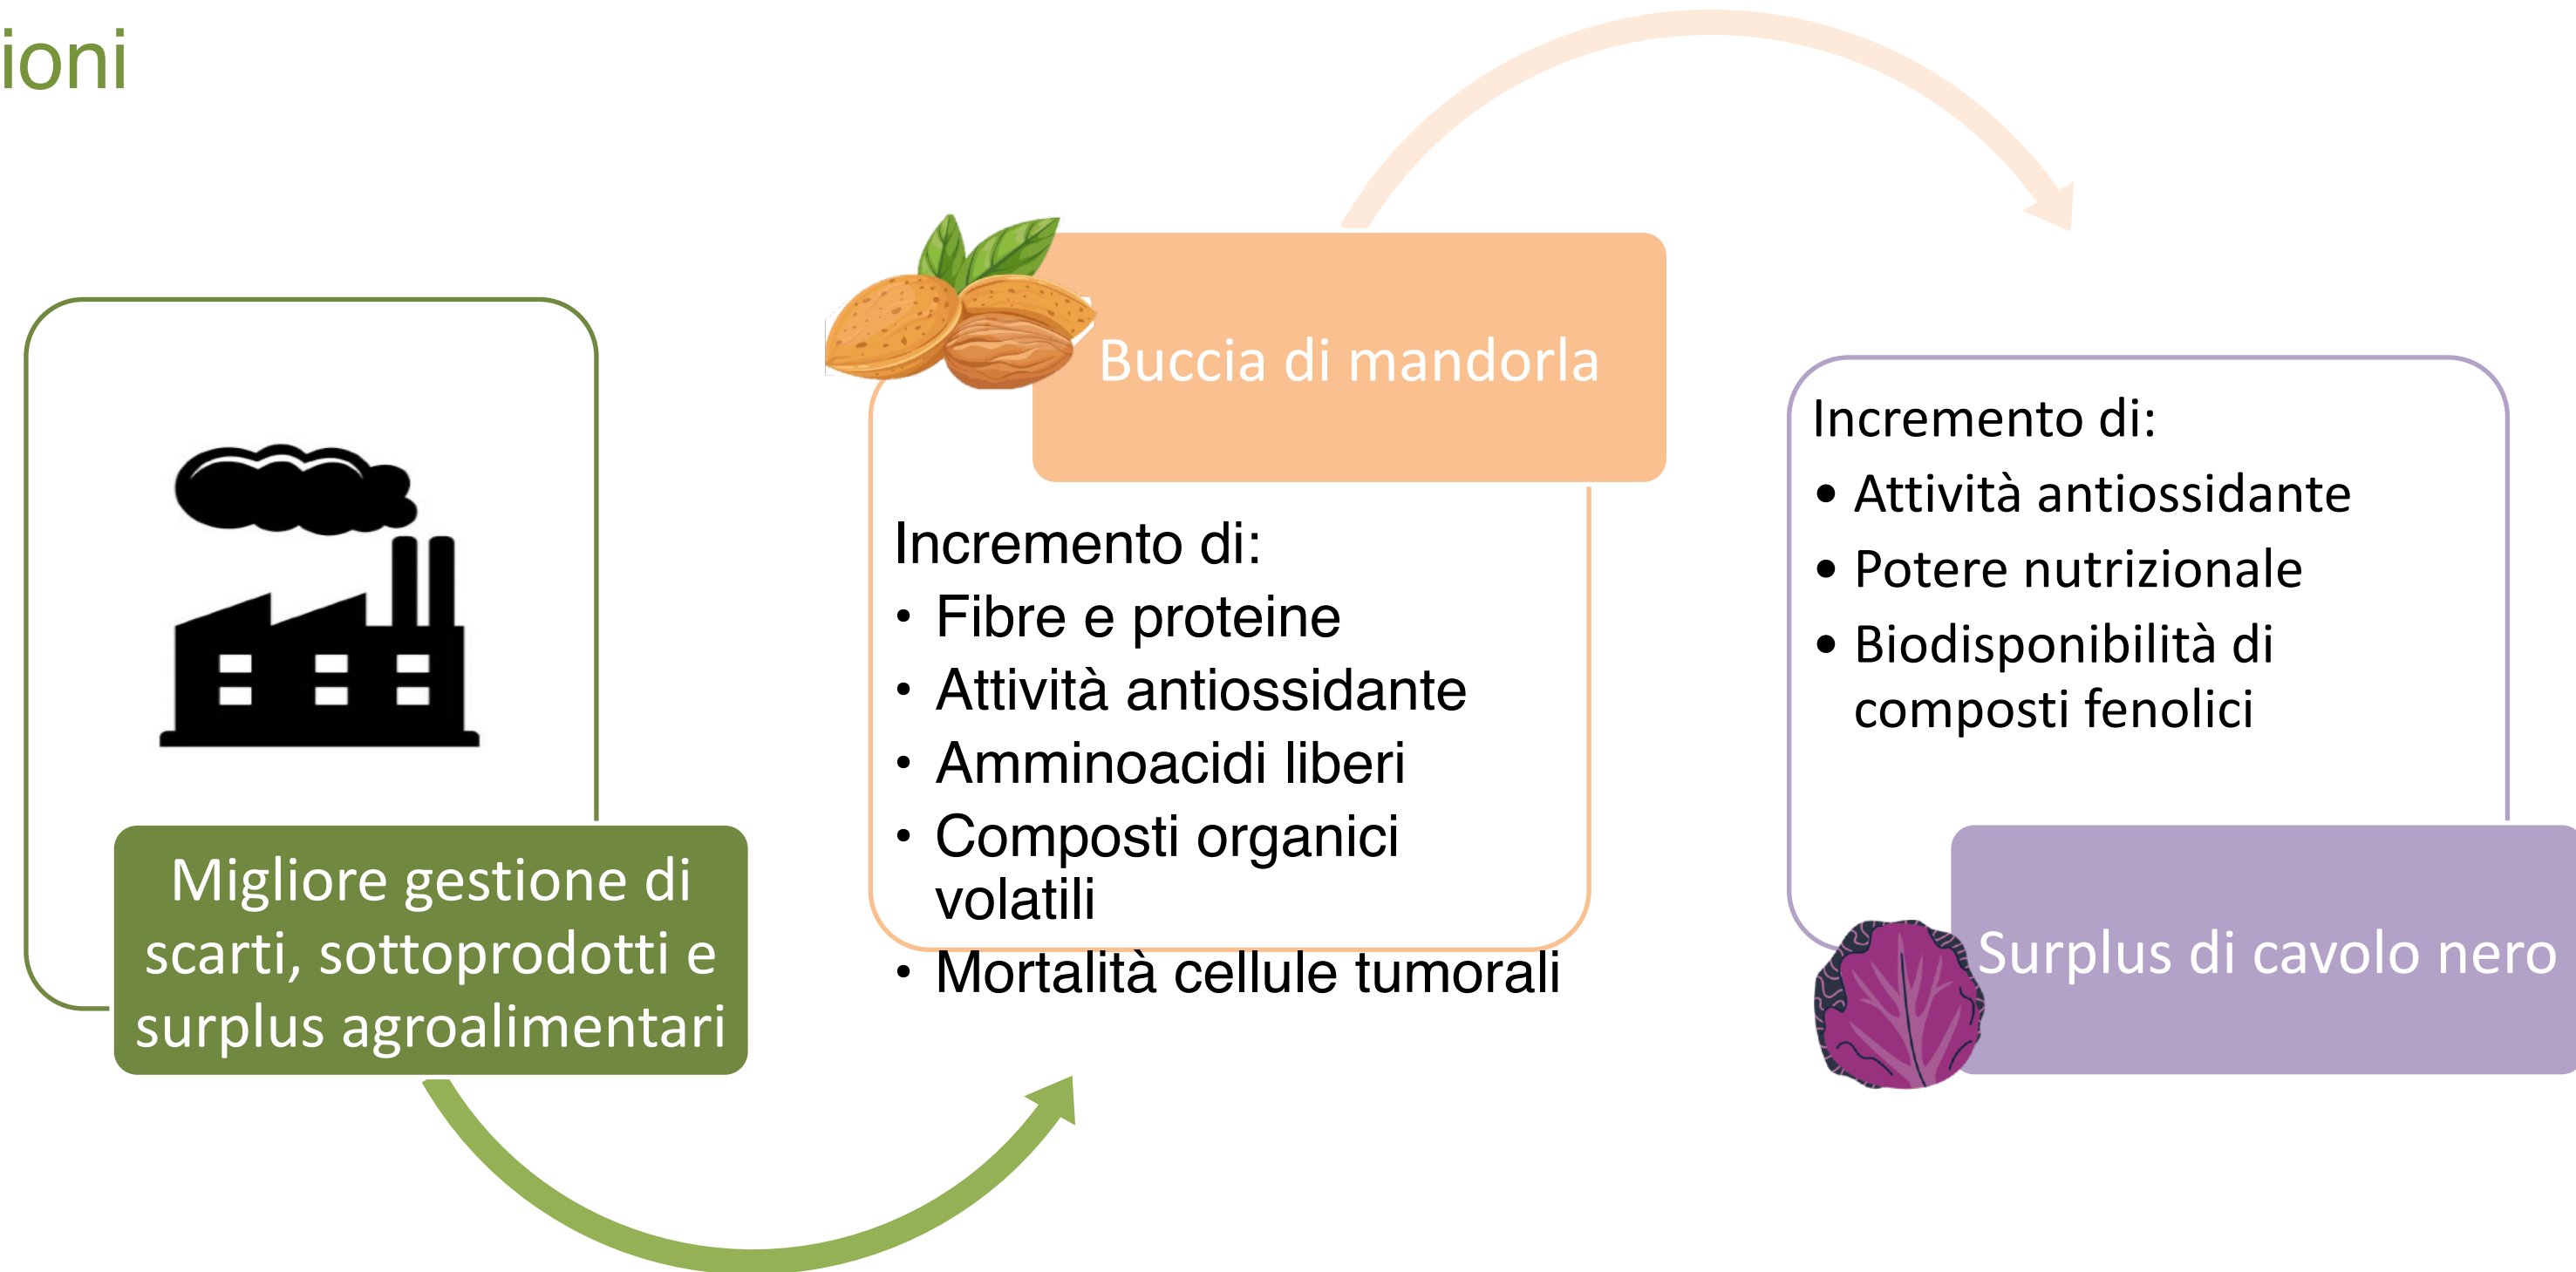 ioni
Migliore gestione di
scarti, sottoprodotti e
surplus agroalimentari
Buccia di mandorla
Incremento di:
• Fibre e proteine
• Attività antiossidante
• Amminoacidi liberi
• Composti organici
volatili
• Mortalità cellule tumorali
Incremento di:
• Attività antiossidante
• Potere nutrizionale
• Biodisponibilità di
composti fenolici
Surplus di cavolo nero